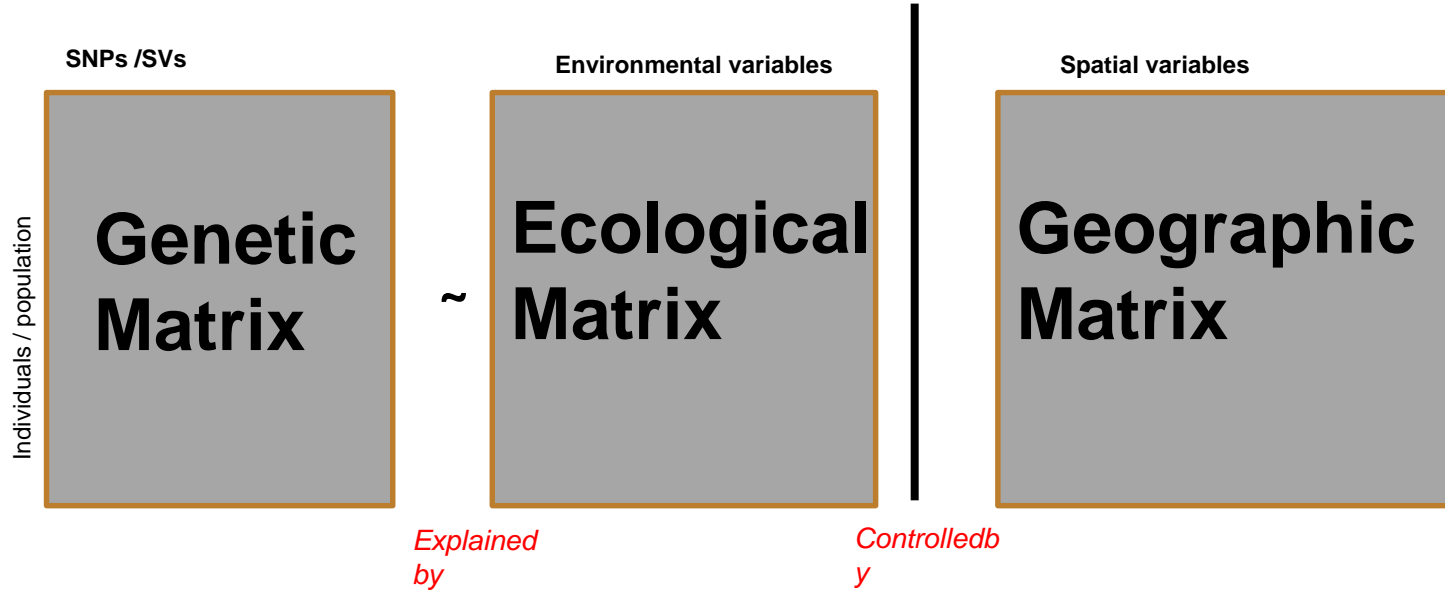 SNPs /SVs
Environmental variables
Spatial variables
Individuals / population
Genetic
Matrix
~
Ecological
Matrix
Geographic
Matrix
Explained
by
Controlledb
y